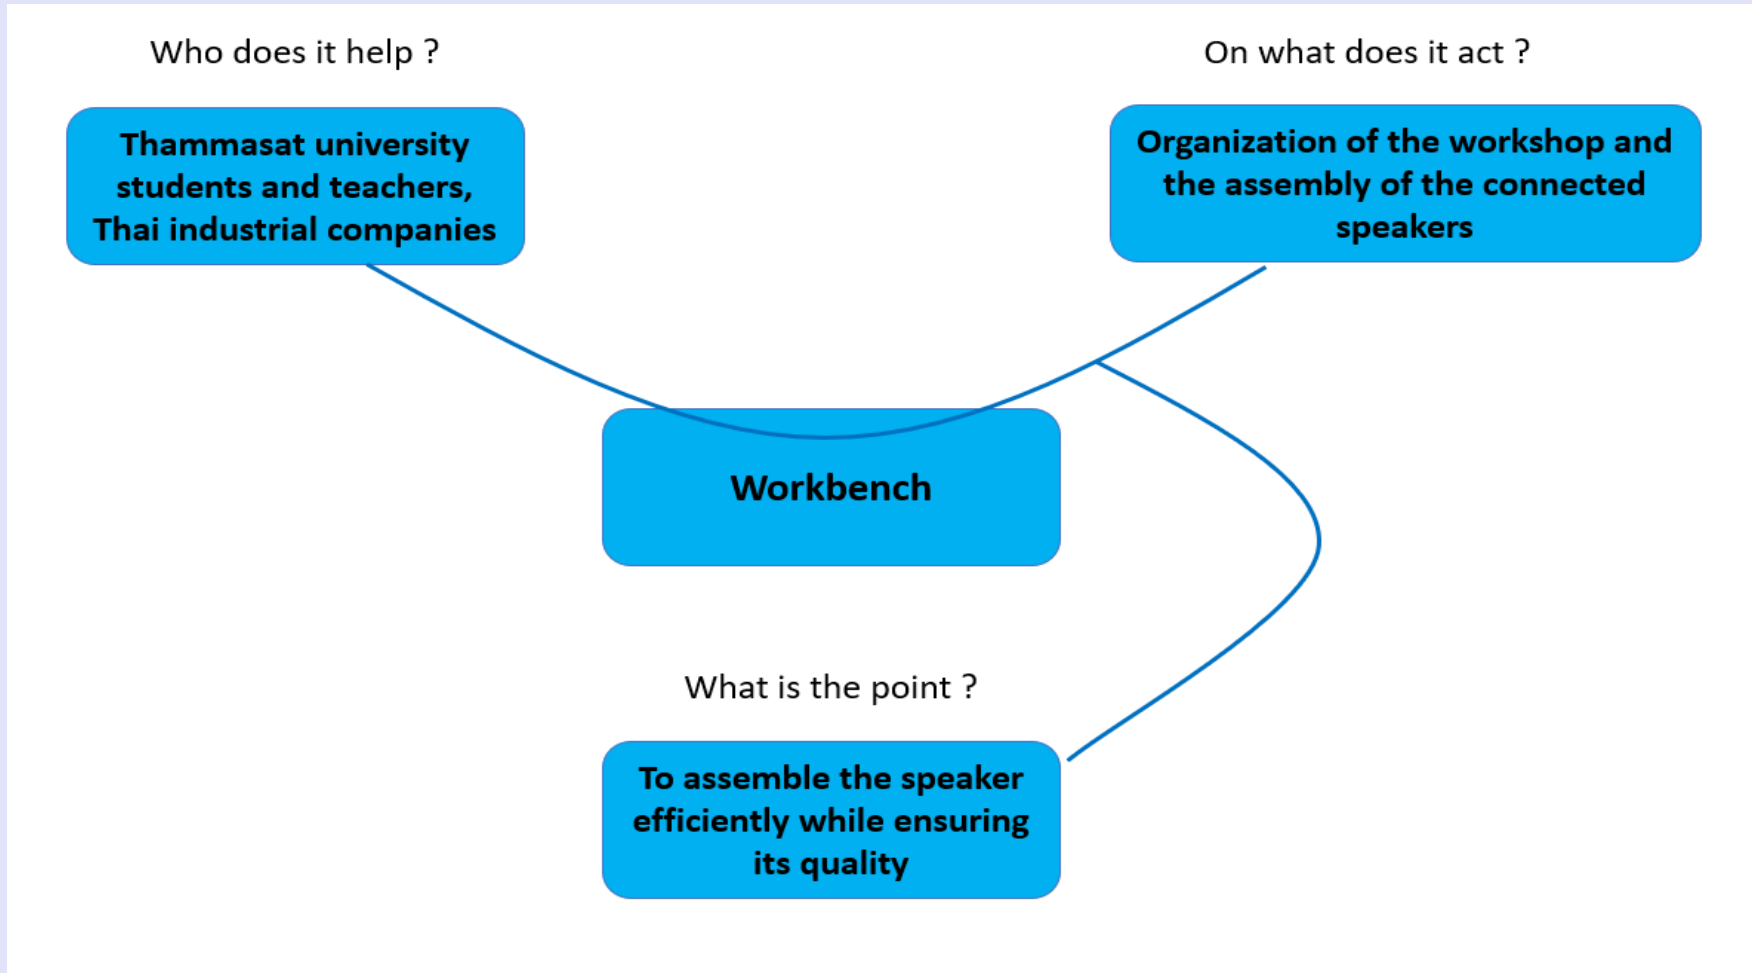 Who does it help ?
On what does it act ?
Thammasat university
students and teachers,
Thai industrial companies
Organization of the workshop and
the assembly of the connected
speakers
Workbench
What is the point ?
To assemble the speaker
efficiently while ensuring
its quality